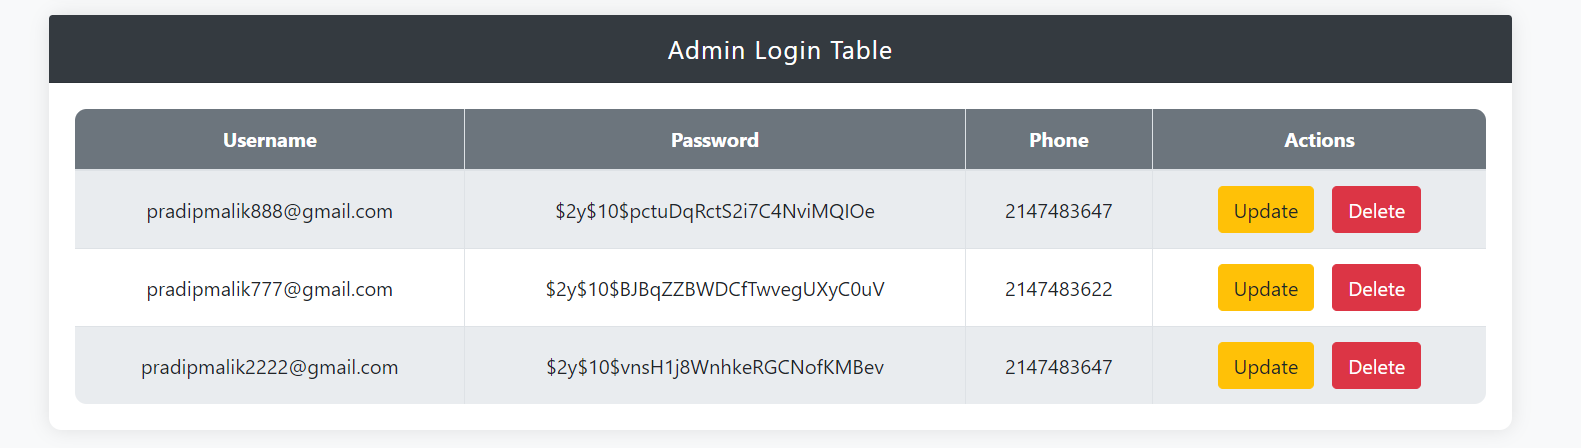 Admin Login Table
Username Password Phone Actions
pradipmalik888@gmail.com $2y$10$pctuDqRctS2i7C4NviMQIOe 2147483647 Update Delete
pradipmalik777@gmail.com $2y$10$BJBqZZBWDCfTwvegUXyC0uV 2147483622 Update Delete
pradipmalik2222@gmail.com $2y$10$vnsH1j8WnhkeRGCNofKMBev 2147483647 Update Delete